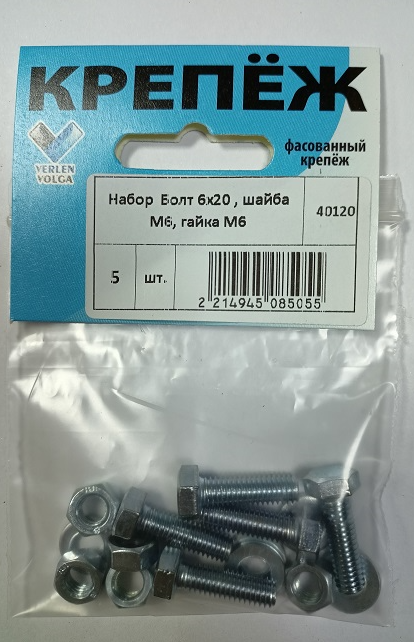 КРЕПЁЖ
VERLEN
VOLGA
фасованный
крепёж
Набор Болт 6х20 , шайба
М6, гайка М6
40120
5 шт.
2 214945 085055